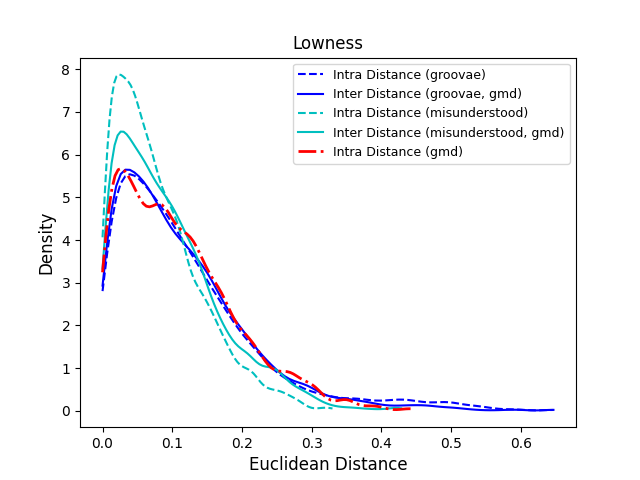 Lowness
Intra Distance (groovae)
Inter Distance (groovae, gmd)
Intra Distance (misunderstood)
Inter Distance (misunderstood, gmd)
Intra Distance (gmd)
Density
8
7
6
5
4
3
2
1
0
0.0 0.1 0.2 0.3 0.4 0.5 0.6
Euclidean Distance